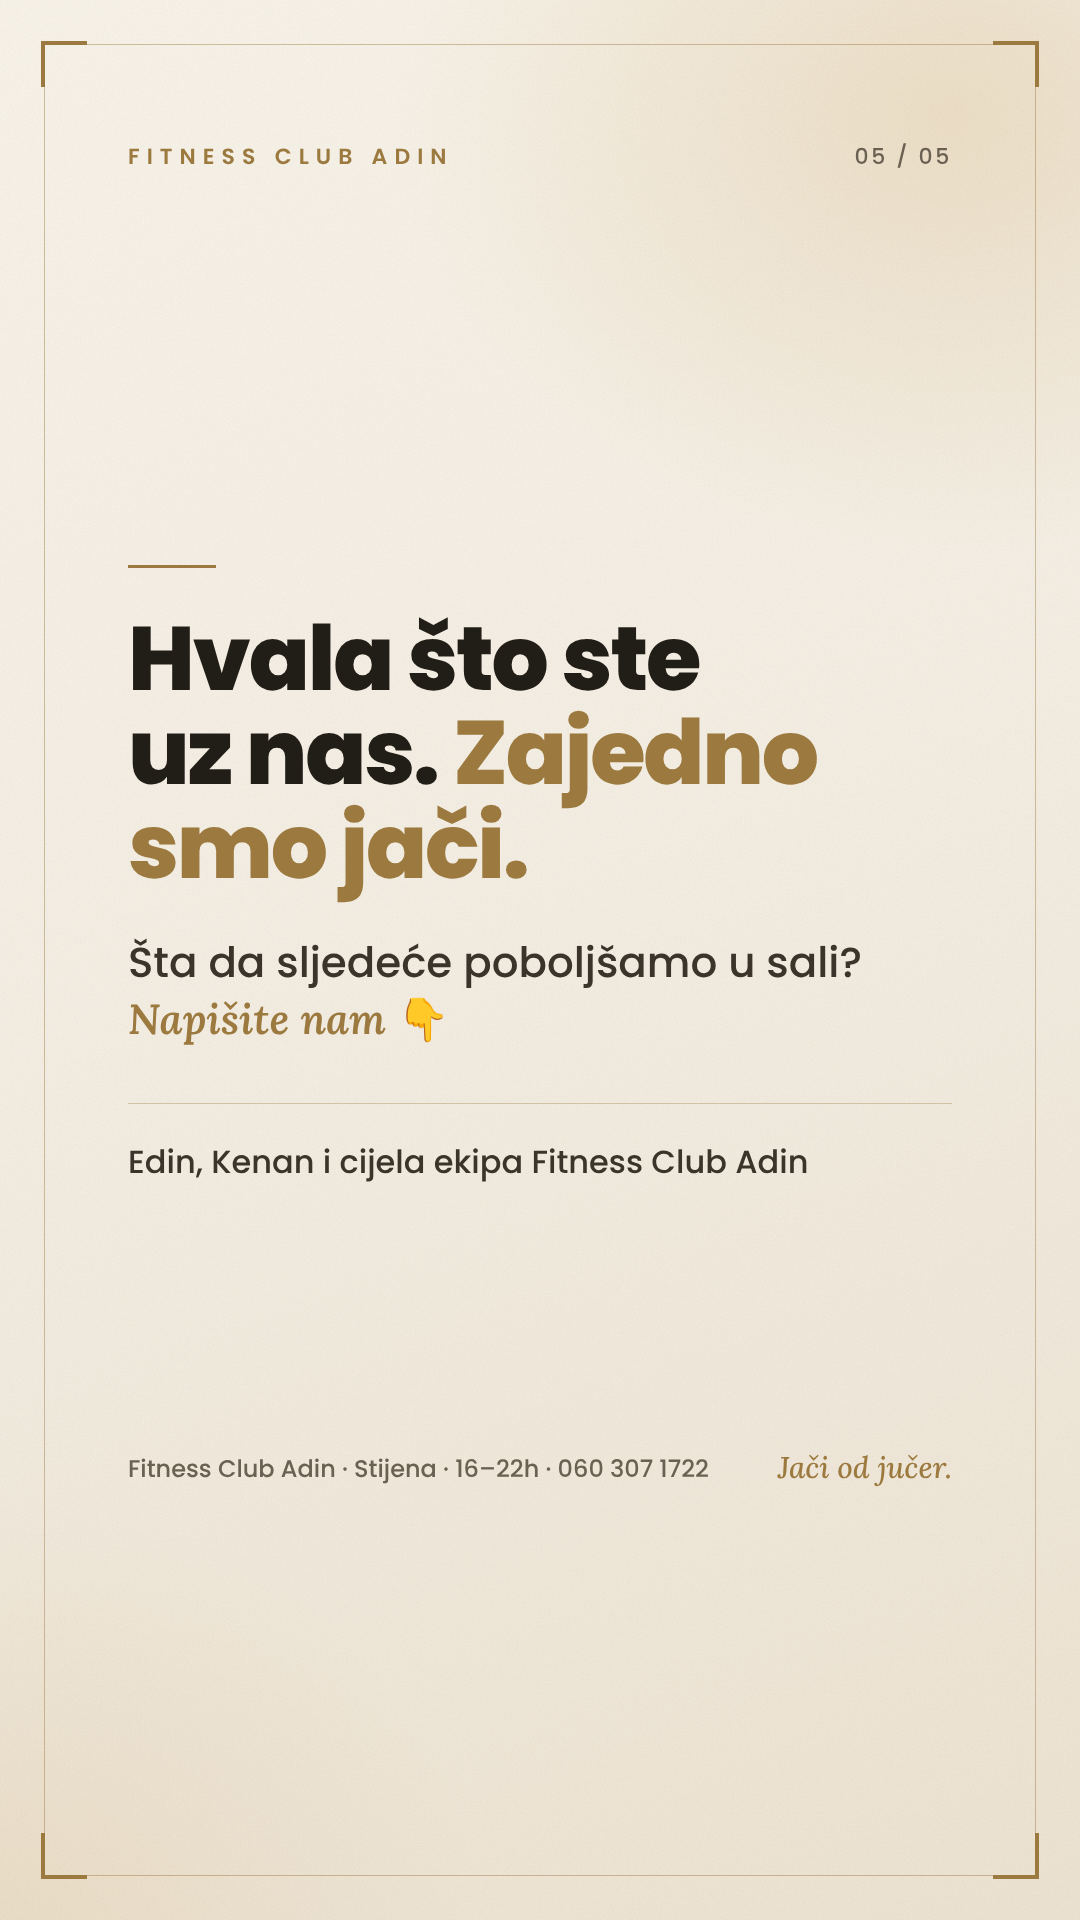 FITNESS CLUB ADIN
05 / 05
Hvala što ste
uz nas. Zajedno
smo jači.
Šta da sljedeće poboljšamo u sali?
Napišite nam 👇
Edin, Kenan i cijela ekipa Fitness Club Adin
Fitness Club Adin · Stijena · 16–22h · 060 307 1722
Jači od jučer.